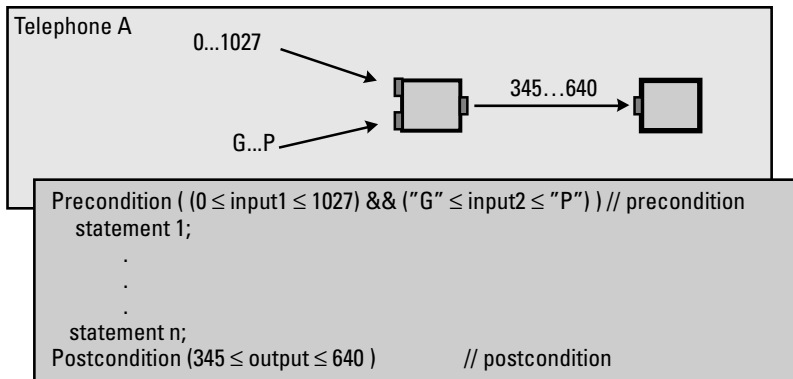 Telephone A
0...1027
345…640
G...P
Precondition ( (0 ≤ input1 ≤ 1027) && (”G” ≤ input2 ≤ ”P”) ) // precondition
statement 1;
.
.
.
statement n;
Postcondition (345 ≤ output ≤ 640 ) // postcondition